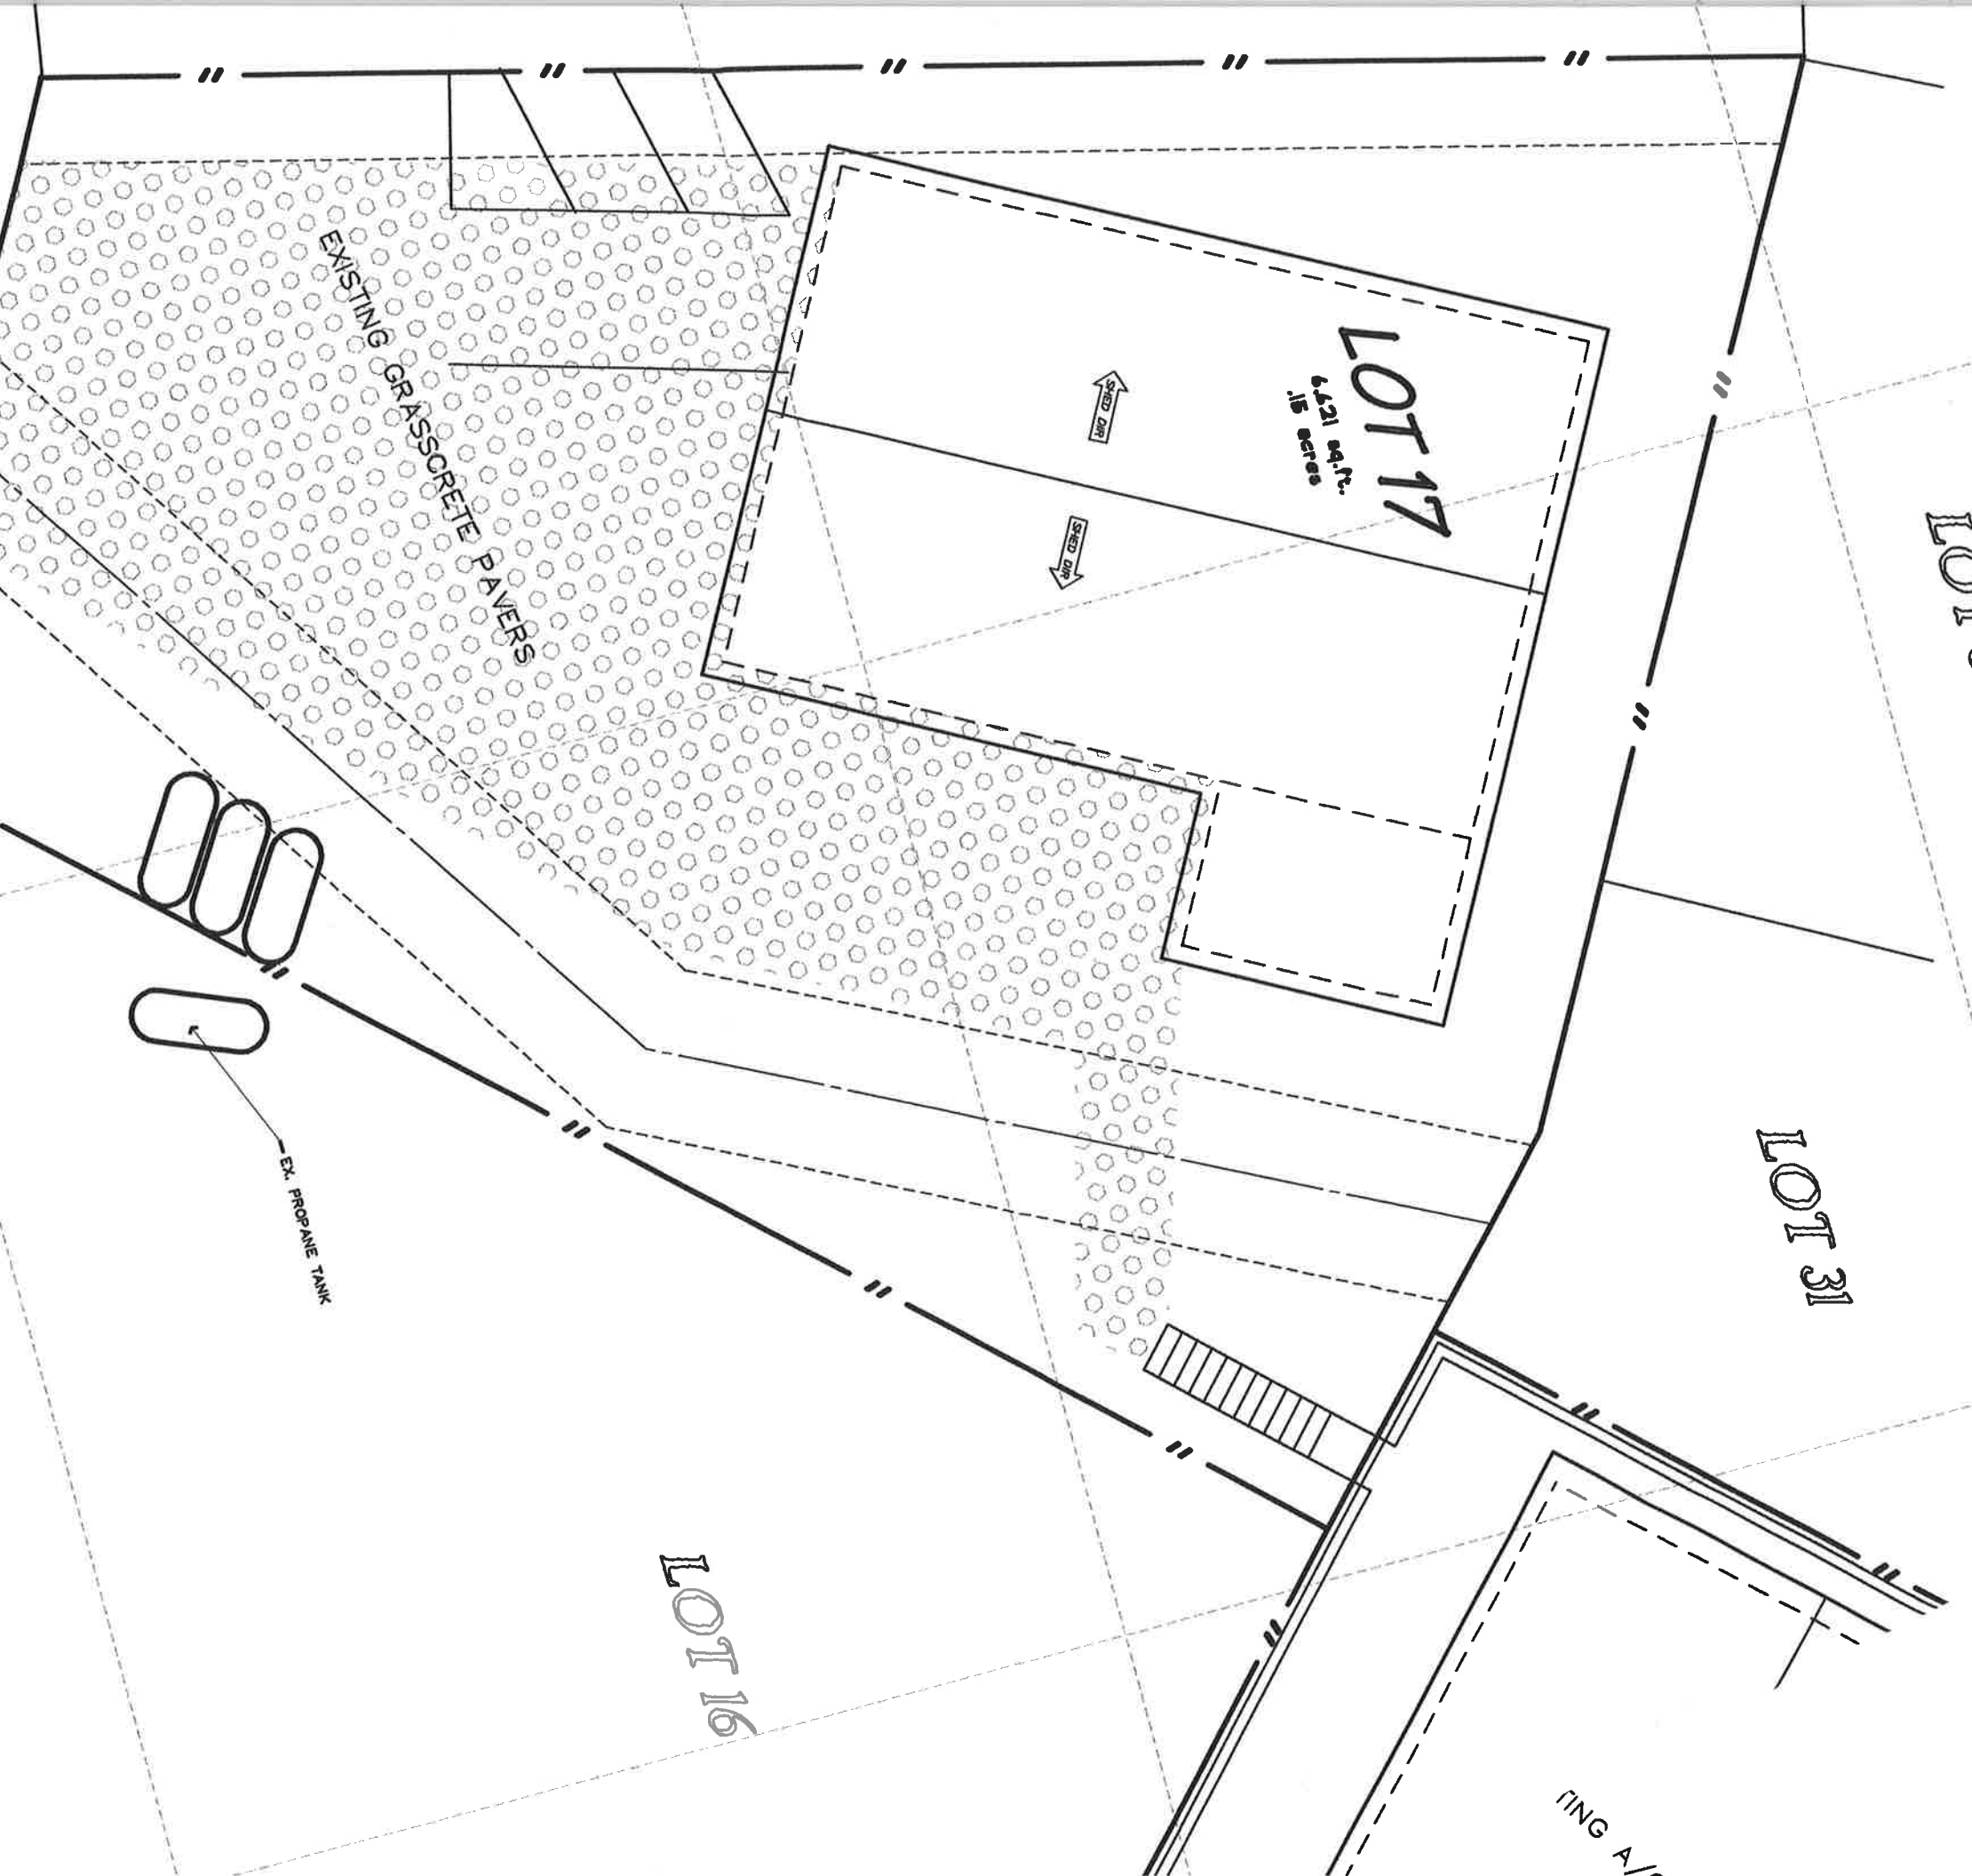 LOT 17
6,621 sq.ft.
.15 acres
SHED DIR
SHED DIR
EXISTING GRASSCRETE PAVERS
EX. PROPANE TANK
LOT 31
LOT 16
LOT
TING A/